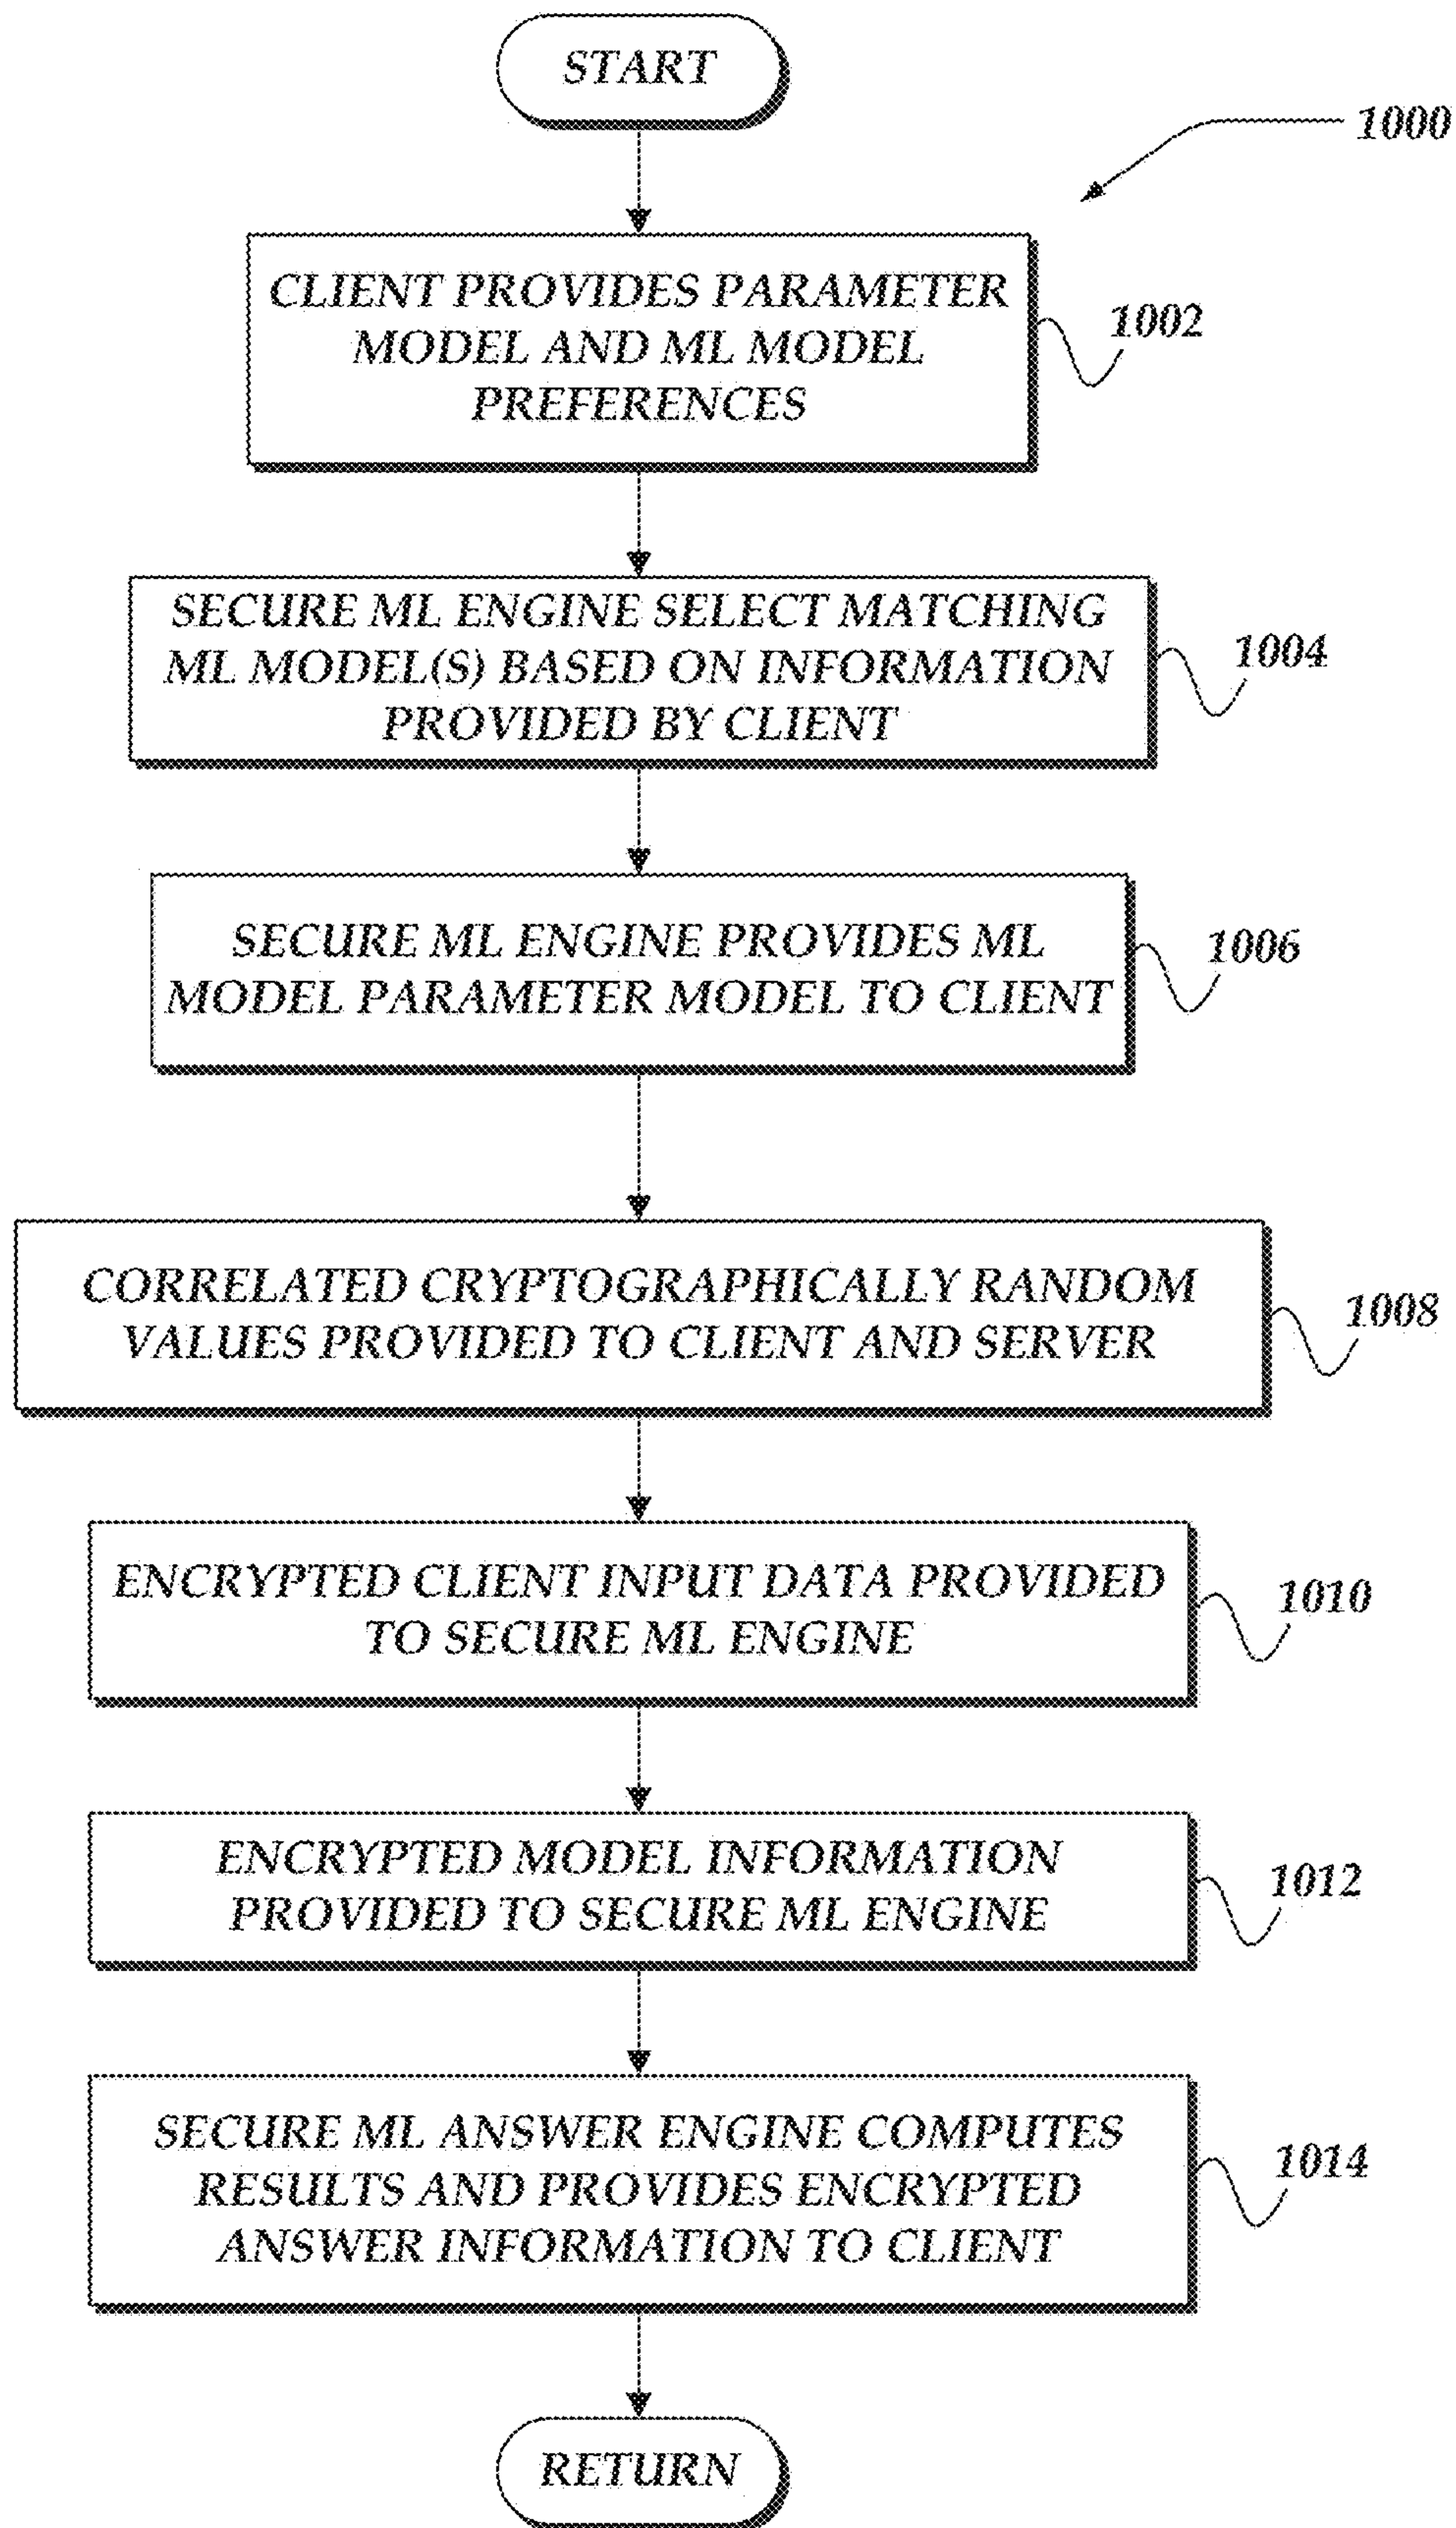 START
1000
CLIENT PROVIDES PARAMETER
MODEL AND ML MODEL
PREFERENCES
1002
SECURE ML ENGINE SELECT MATCHING
ML MODEL(S) BASED ON INFORMATION
PROVIDED BY CLIENT
1004
SECURE ML ENGINE PROVIDES ML
MODEL PARAMETER MODEL TO CLIENT
1006
CORRELATED CRYPTOGRAPHICALLY RANDOM
VALUES PROVIDED TO CLIENT AND SERVER
1008
ENCRYPTED CLIENT INPUT DATA PROVIDED
TO SECURE ML ENGINE
1010
ENCRYPTED MODEL INFORMATION
PROVIDED TO SECURE ML ENGINE
1012
SECURE ML ANSWER ENGINE COMPUTES
RESULTS AND PROVIDES ENCRYPTED
ANSWER INFORMATION TO CLIENT
1014
RETURN